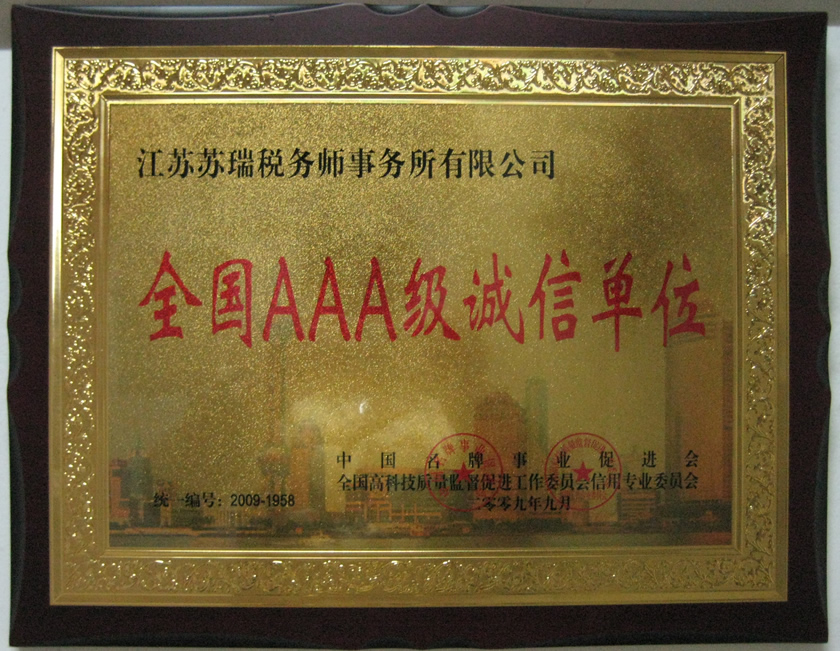 江苏苏瑞税务师事务所有限公司
全国AAA级诚信单位
中国名牌事业促进会
全国高科技质量监督促进工作委员会信用专业委员会
统一编号：2009-1958
二零零九年九月